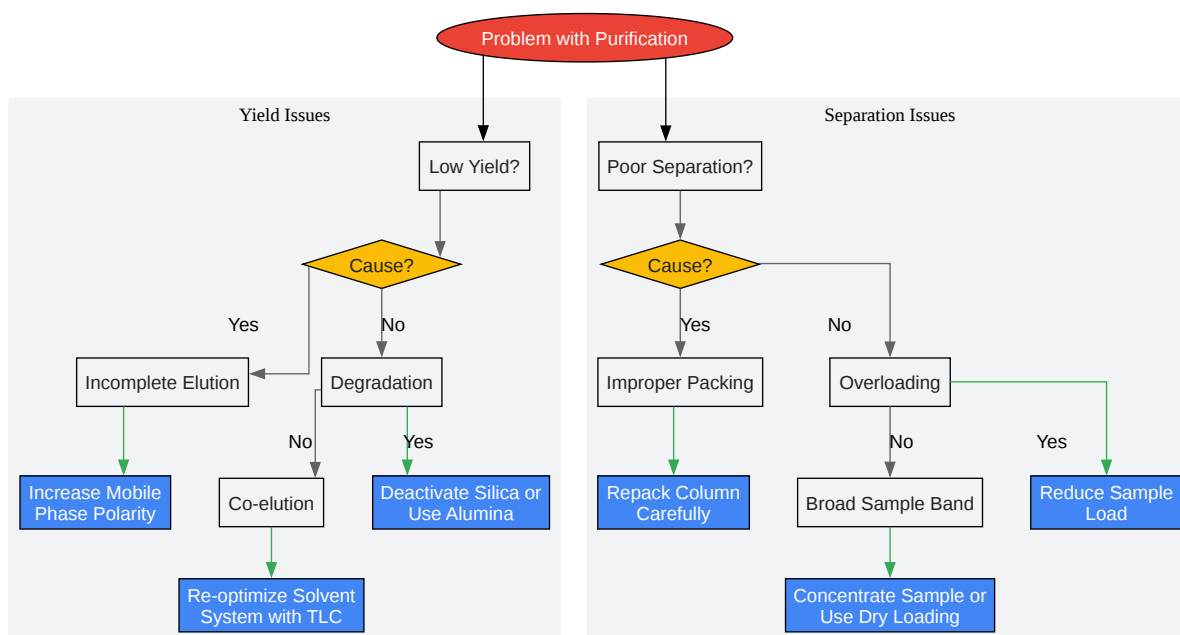 Problem with Purification
Yield Issues
Separation Issues
Low Yield?
Poor Separation?
Cause?
Cause?
Yes
No
Yes
No
Incomplete Elution
Degradation
Improper Packing
Overloading
No
Yes
No
Yes
Increase Mobile
Phase Polarity
Co-elution
Deactivate Silica or
Use Alumina
Repack Column
Carefully
Broad Sample Band
Reduce Sample
Load
Re-optimize Solvent
System with TLC
Concentrate Sample or
Use Dry Loading